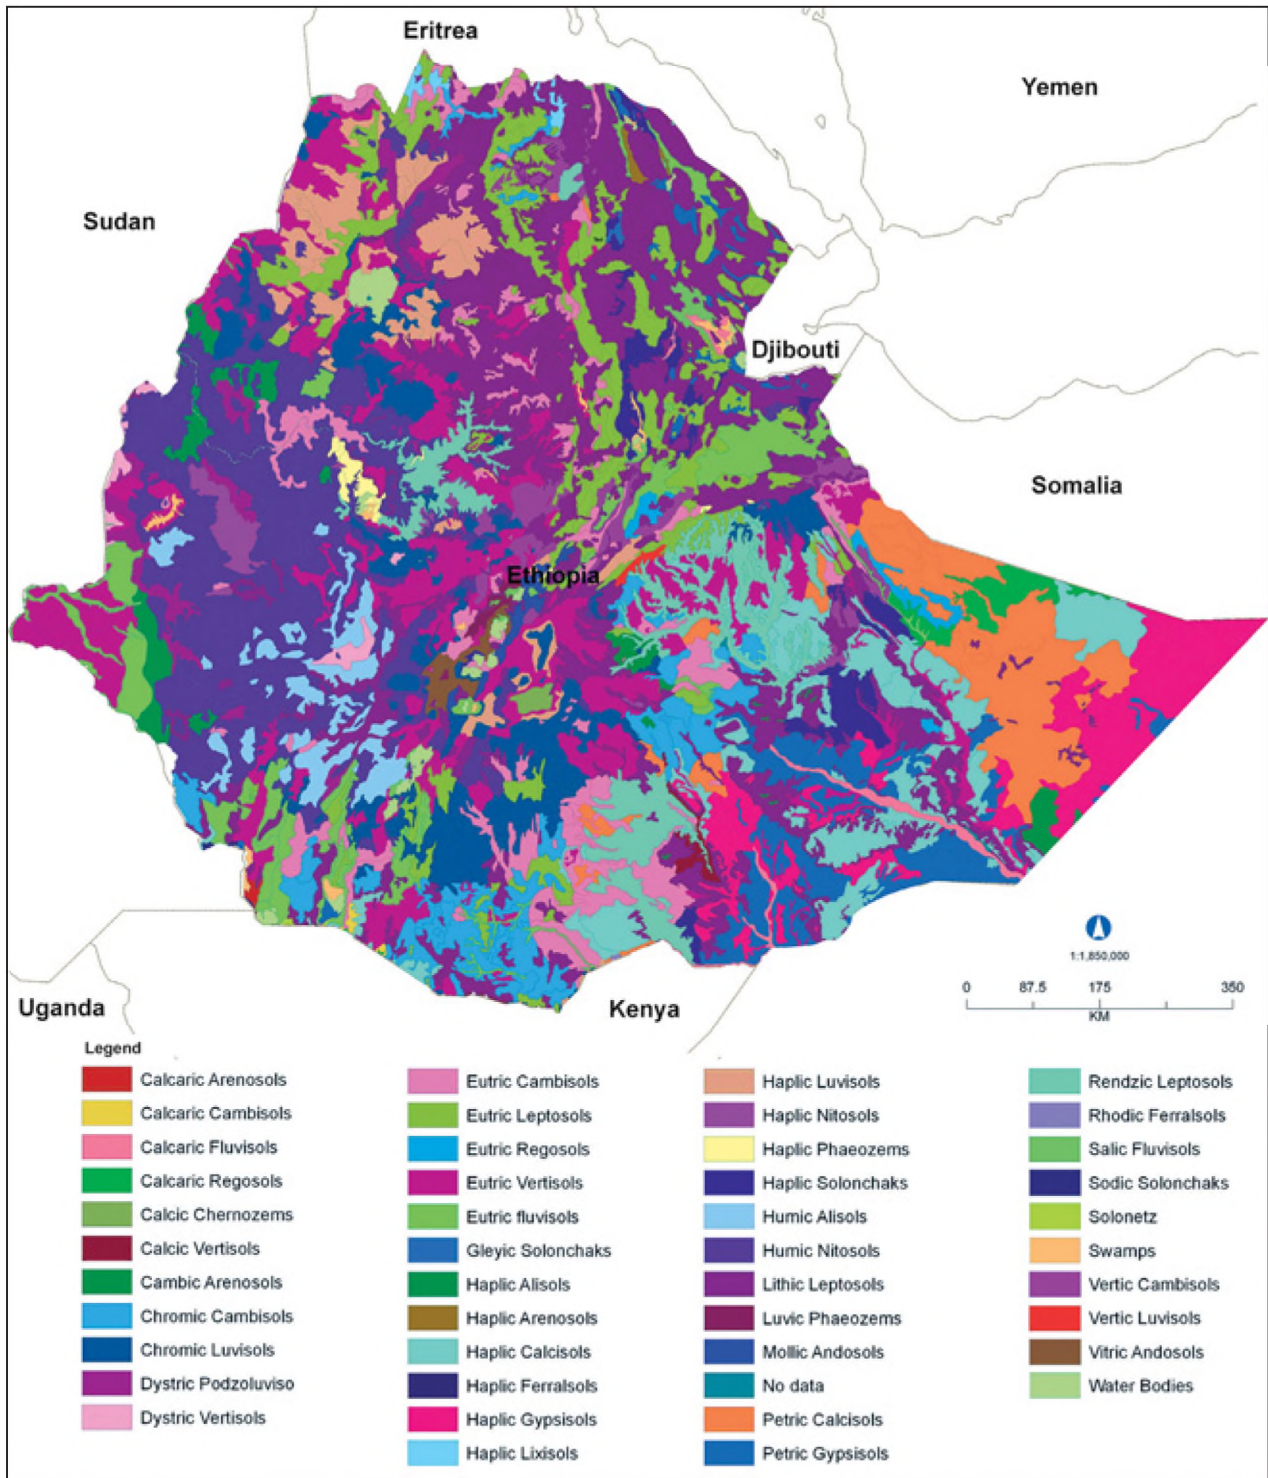 Eritrea
Yemen
Sudan
Djibouti
Somalia
Ethiopia
1:1,850,000
0 87.5 175 350
KM
Uganda
Kenya
Legend
Calcaric Arenosols
Calcaric Cambisols
Calcaric Fluvisols
Calcaric Regosols
Calcic Chernozems
Calcic Vertisols
Cambic Arenosols
Chromic Cambisols
Chromic Luvisols
Dystric Podzoluviso
Dystric Vertisols
Eutric Cambisols
Eutric Leptosols
Eutric Regosols
Eutric Vertisols
Eutric fluvisols
Gleyic Solonchaks
Haplic Alisols
Haplic Arenosols
Haplic Calcisols
Haplic Ferralsols
Haplic Gypsisols
Haplic Lixisols
Haplic Luvisols
Haplic Nitosols
Haplic Phaeozems
Haplic Solonchaks
Humic Alisols
Humic Nitosols
Lithic Leptosols
Luvic Phaeozems
Mollic Andosols
No data
Petric Calcisols
Petric Gypsisols
Rendzic Leptosols
Rhodic Ferralsols
Salic Fluvisols
Sodic Solonchaks
Solonetz
Swamps
Vertic Cambisols
Vertic Luvisols
Vitric Andosols
Water Bodies